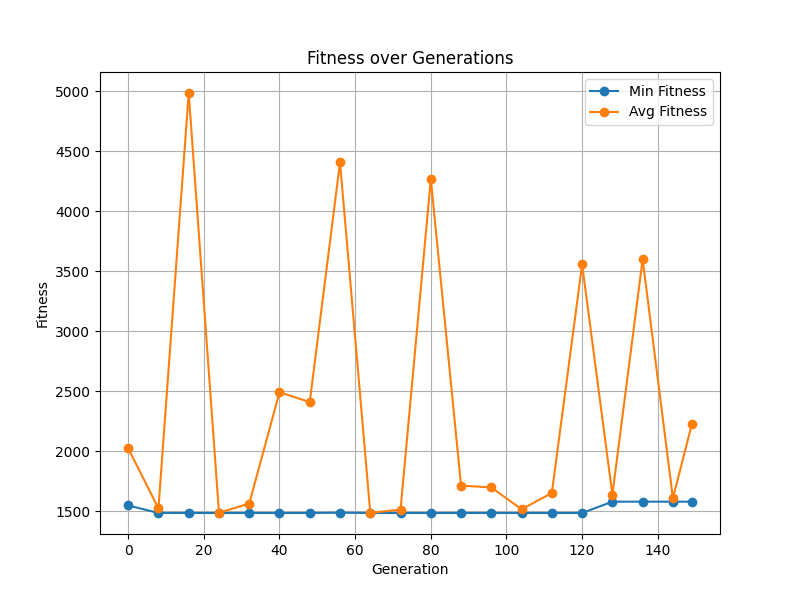 Fitness over Generations
Min Fitness
Avg Fitness
5000
4500
4000
3500
3000
2500
2000
1500
Fitness
0 20 40 60 80 100 120 140
Generation